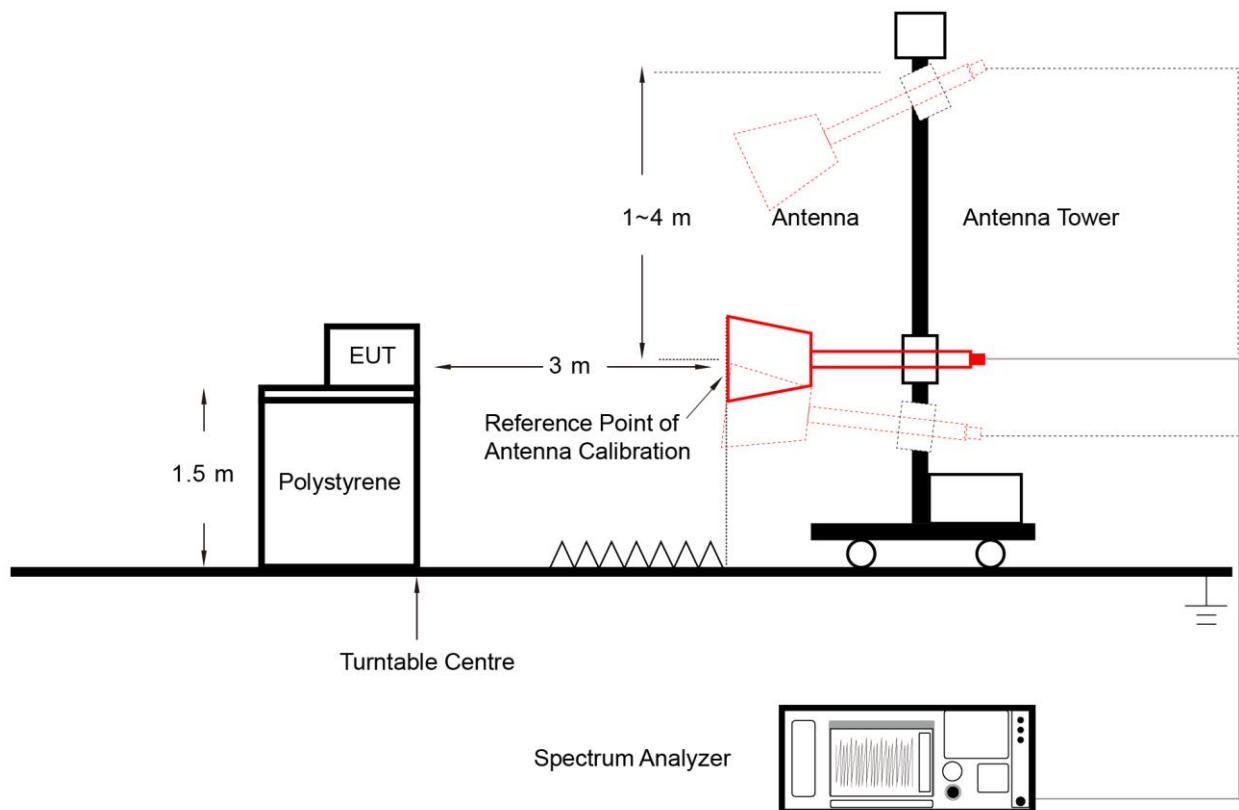 1~4 m
Antenna
Antenna Tower
EUT
3 m
Reference Point of
Antenna Calibration
1.5 m
Polystyrene
Turntable Centre
Spectrum Analyzer